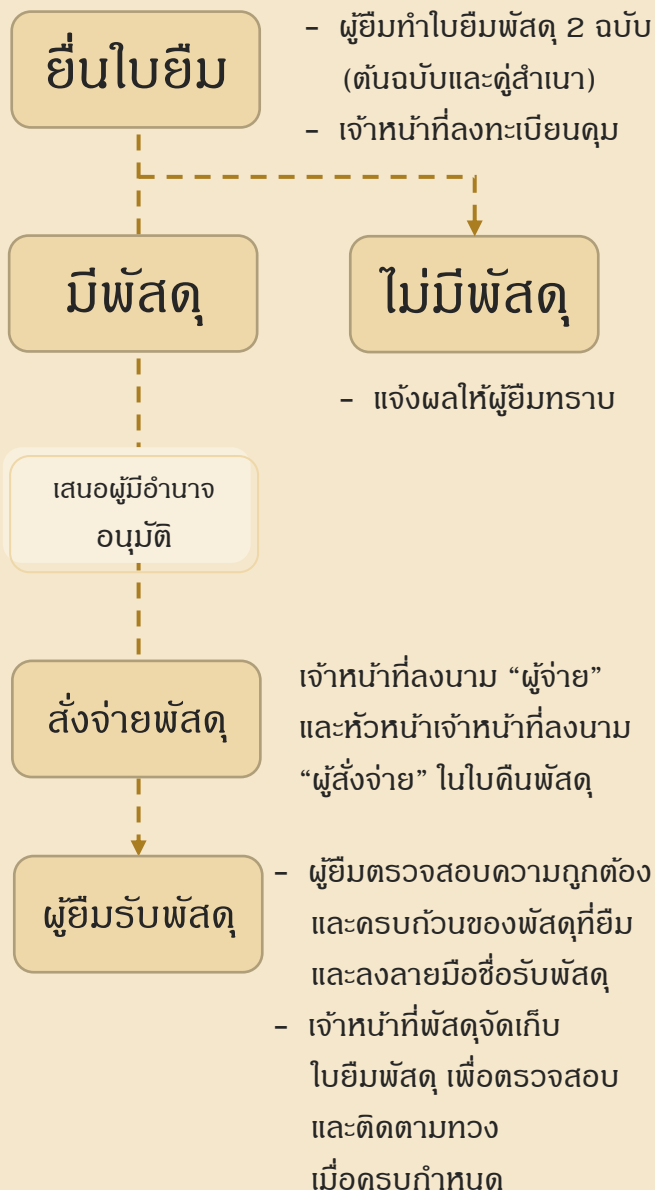 ยื่นใบยืม
- ผู้ยืมทำใบยืมพัสดุ 2 ฉบับ
(ต้นฉบับและคู่สำเนา)
- เจ้าหน้าที่ลงทะเบียนคุม
มีพัสดุ
ไม่มีพัสดุ
- แจ้งผลให้ผู้ยืมทราบ
เสนอผู้มีอำนาจ
อนุมัติ
สั่งจ่ายพัสดุ
เจ้าหน้าที่ลงนาม “ผู้จ่าย”
และหัวหน้าเจ้าหน้าที่ลงนาม
“ผู้สั่งจ่าย” ในใบคืนพัสดุ
ผู้ยืมรับพัสดุ
- ผู้ยืมตรวจสอบความถูกต้อง
และครบถ้วนของพัสดุที่ยืม
และลงลายมือชื่อรับพัสดุ
- เจ้าหน้าที่พัสดุจัดเก็บ
ใบยืมพัสดุ เพื่อตรวจสอบ
และติดตามทวง
เมื่อครบกำหนด